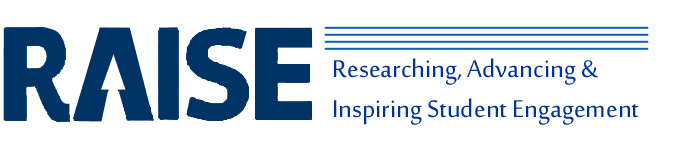 RAISE
Researching, Advancing &
Inspiring Student Engagement